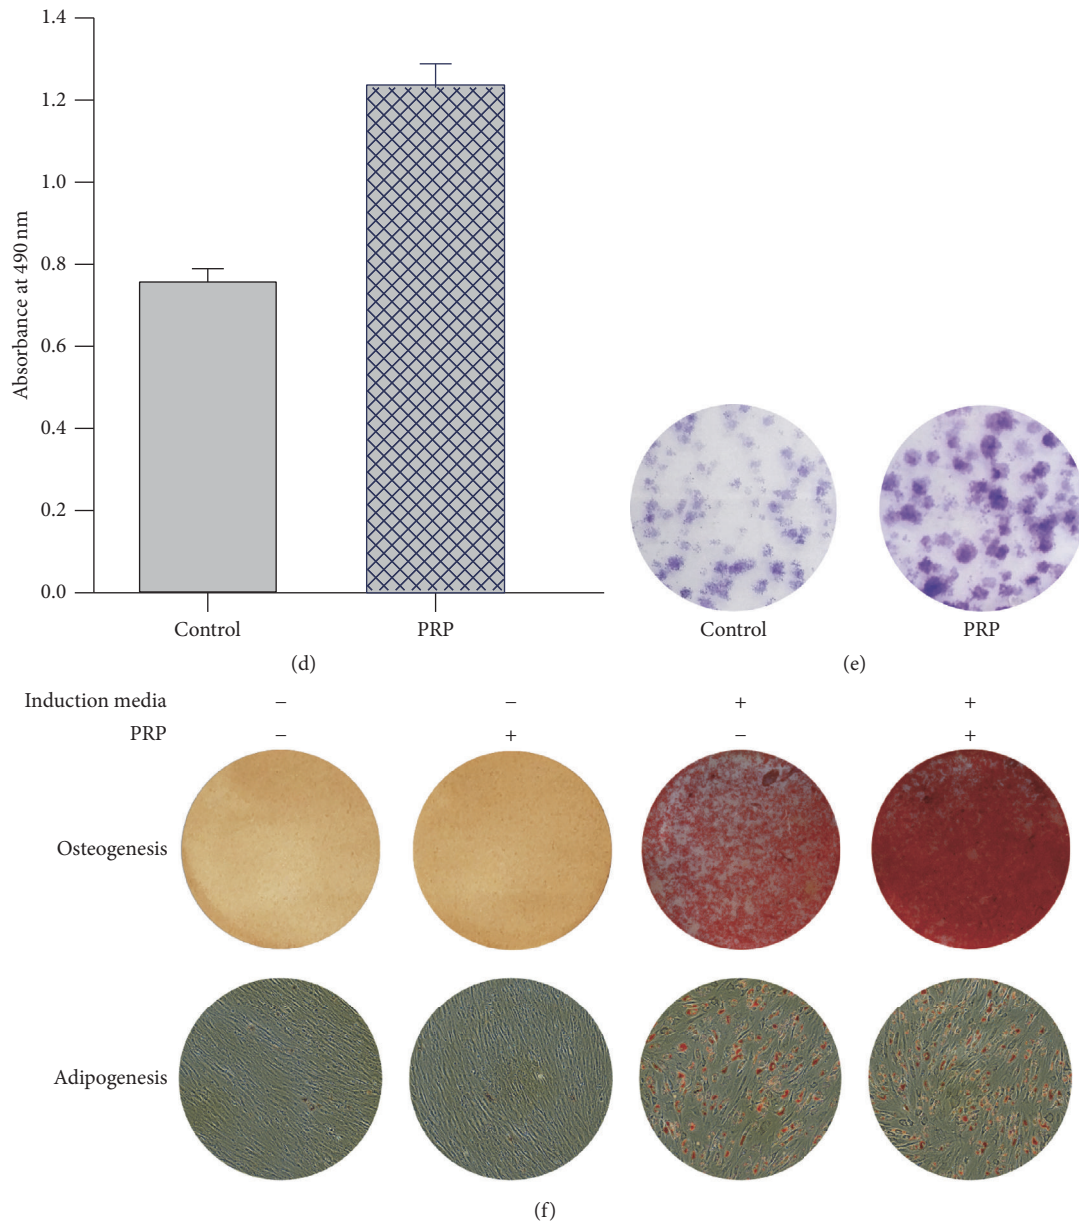 1.4
1.2
1.0
0.8
0.6
0.4
0.2
0.0
Absorbance at 490 nm
Control PRP
(d)
Control PRP
(e)
Induction media − − + +
PRP − + − +
Osteogenesis
Adipogenesis
(f)